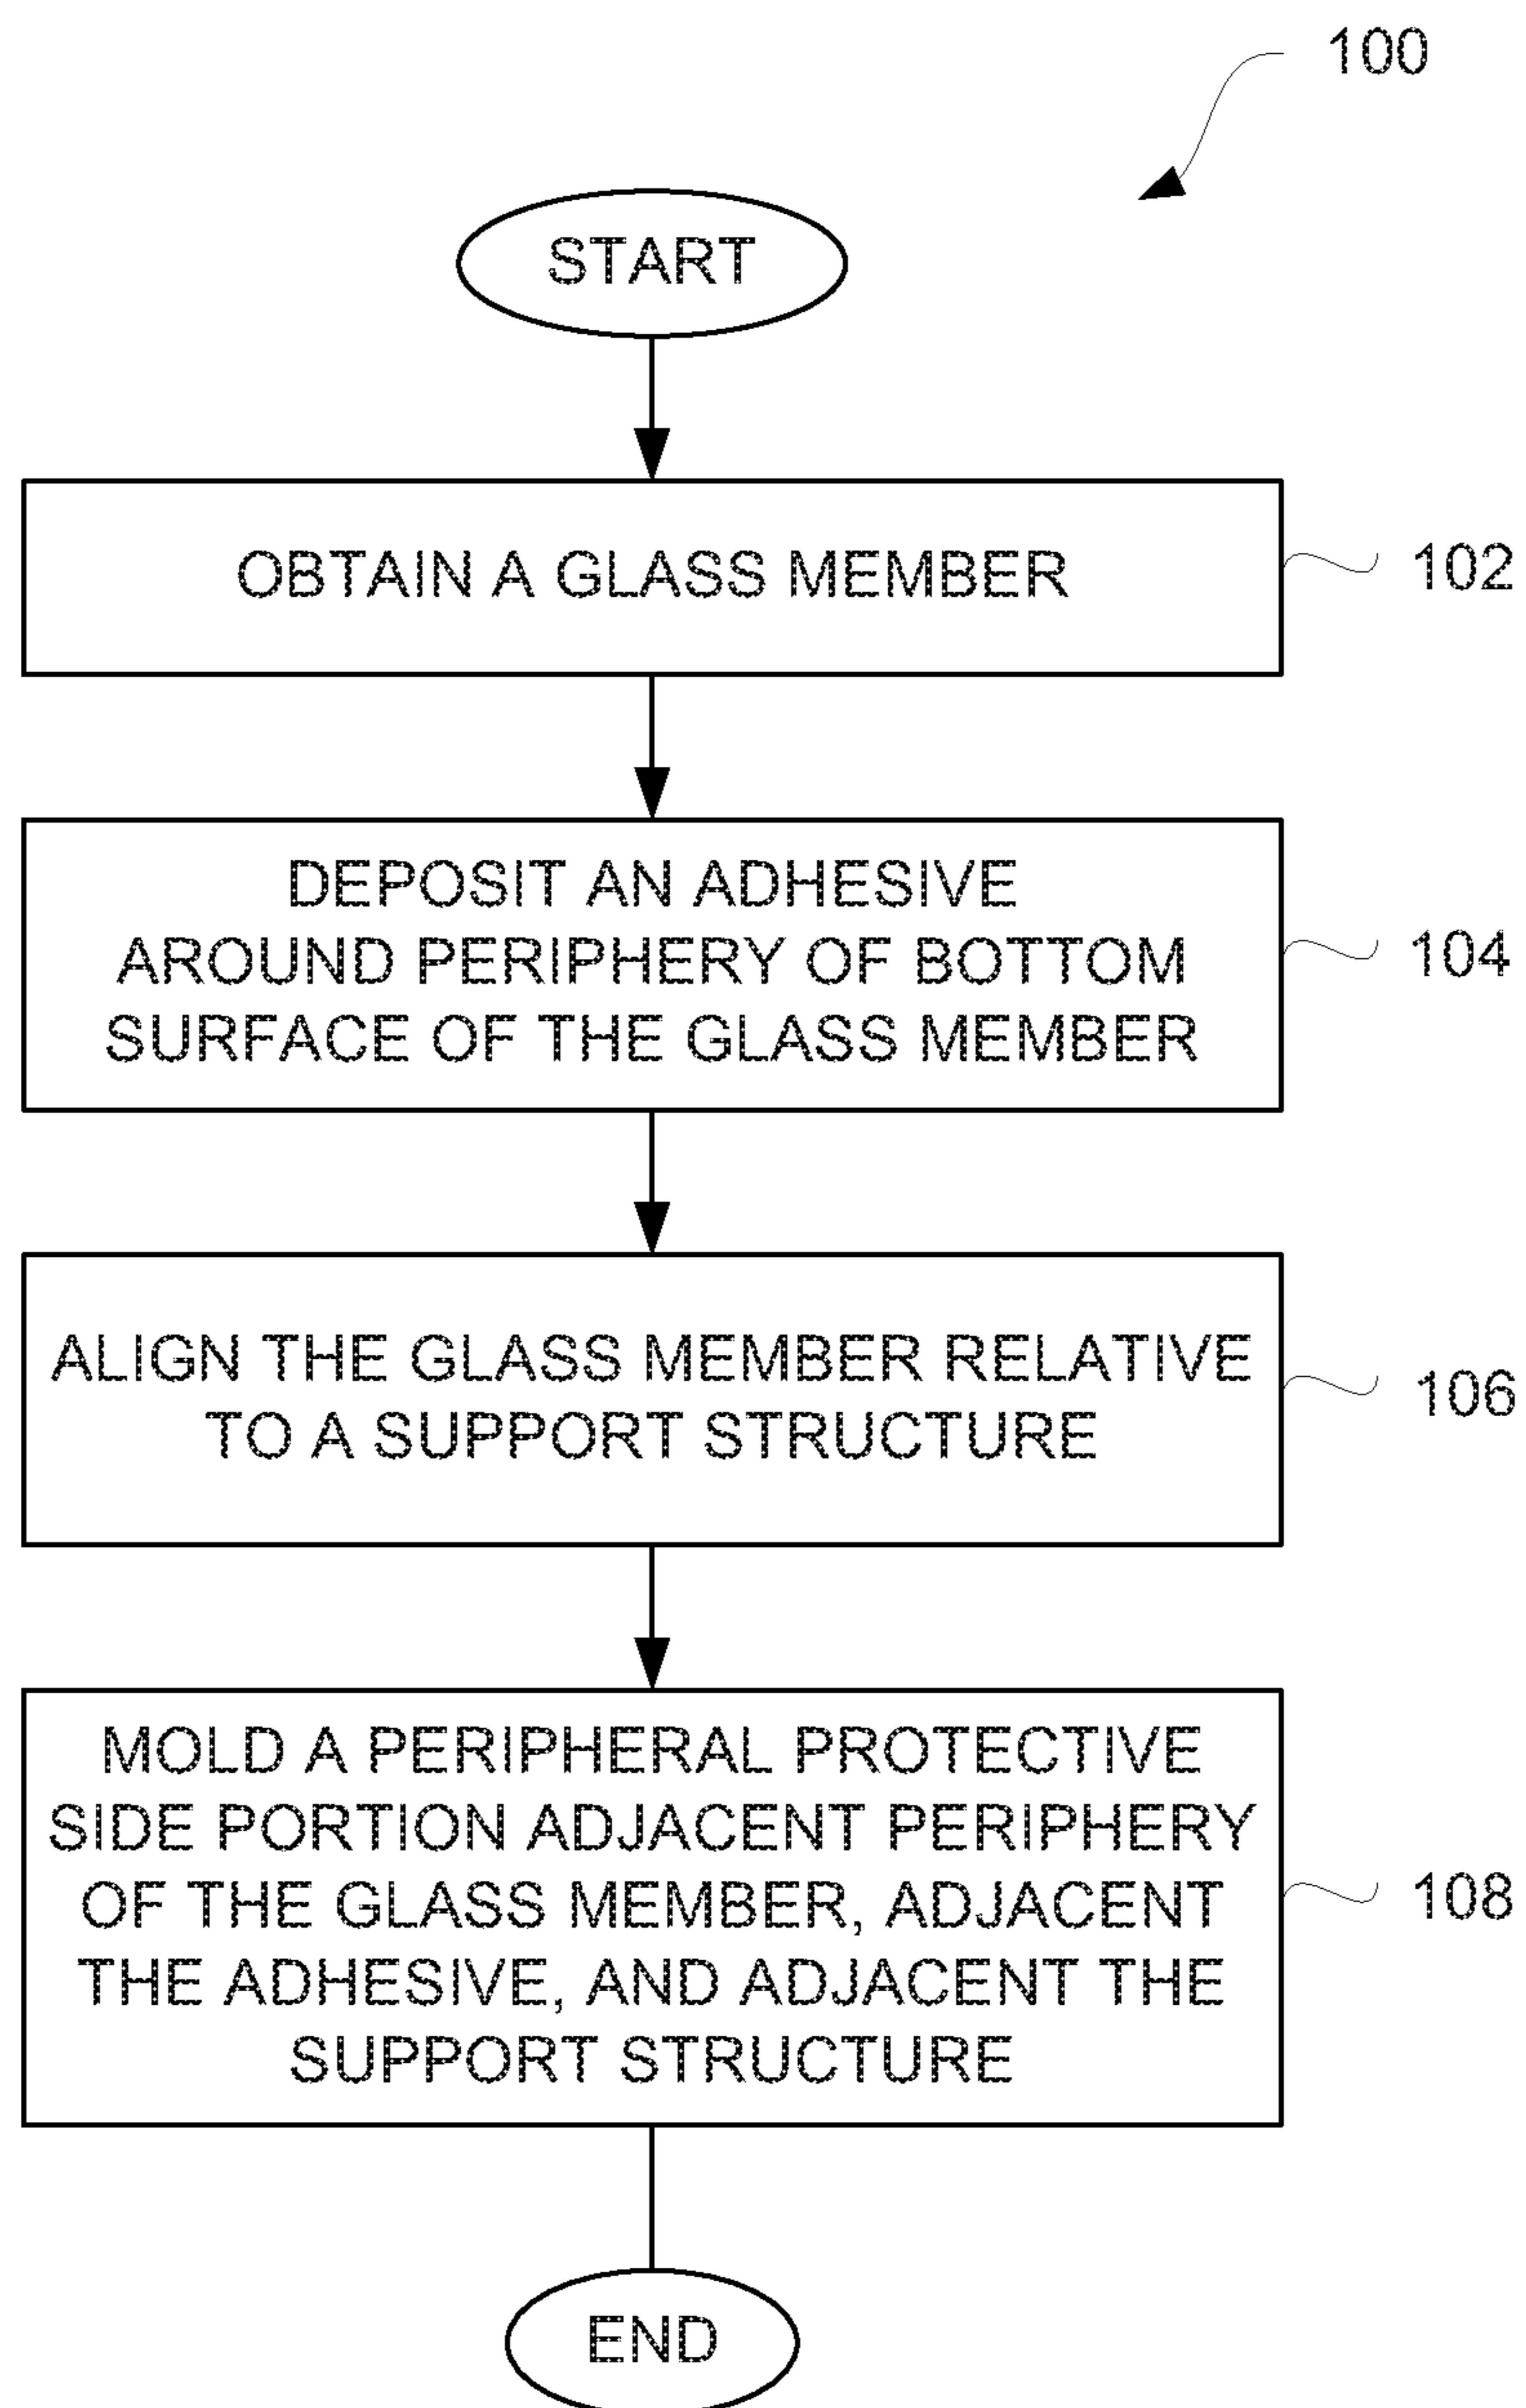 100
START
OBTAIN A GLASS MEMBER
102
DEPOSIT AN ADHESIVE
AROUND PERIPHERY OF BOTTOM
SURFACE OF THE GLASS MEMBER
104
ALIGN THE GLASS MEMBER RELATIVE
TO A SUPPORT STRUCTURE
106
MOLD A PERIPHERAL PROTECTIVE
SIDE PORTION ADJACENT PERIPHERY
OF THE GLASS MEMBER, ADJACENT
THE ADHESIVE, AND ADJACENT THE
SUPPORT STRUCTURE
108
END